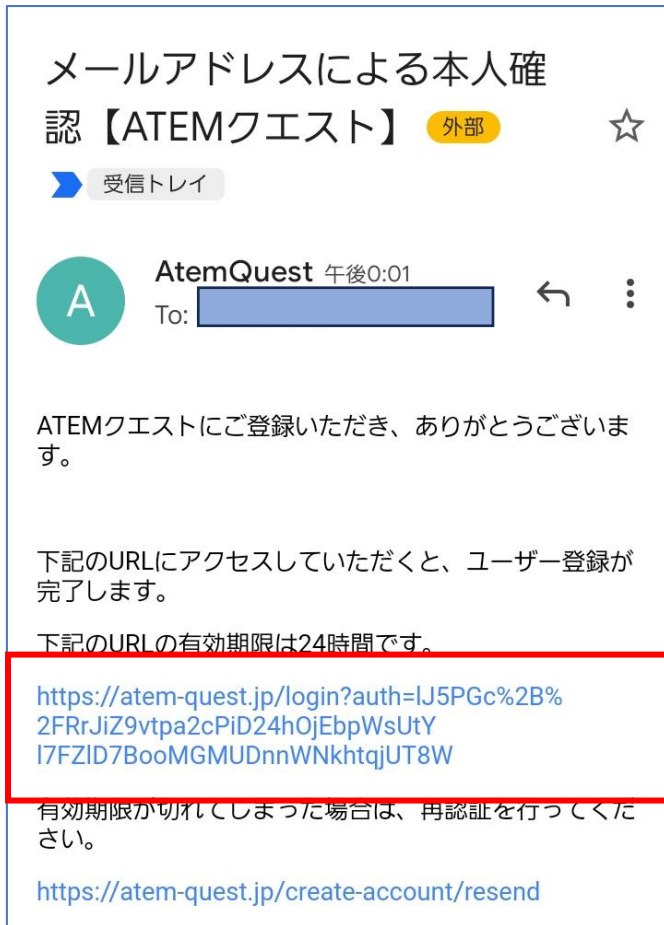 メールアドレスによる本人確
認【ATEMクエスト】 外部
受信トレイ
A
AtemQuest 午後0:01
To:
ATEMクエストにご登録いただき、ありがとうございま
す。
下記のURLにアクセスしていただくと、ユーザー登録が
完了します。
下記のURLの有効期限は24時間です。
https://atem-quest.jp/login?auth=lJ5PGc%2B%
2FRrJiZ9vtpa2cPiD24hOjEbpWsUtY
l7FZlD7BooMGMUDnnWNkhtqjUT8W
有効期限が切れてしまった場合は、再認証を行ってくだ
さい。
https://atem-quest.jp/create-account/resend